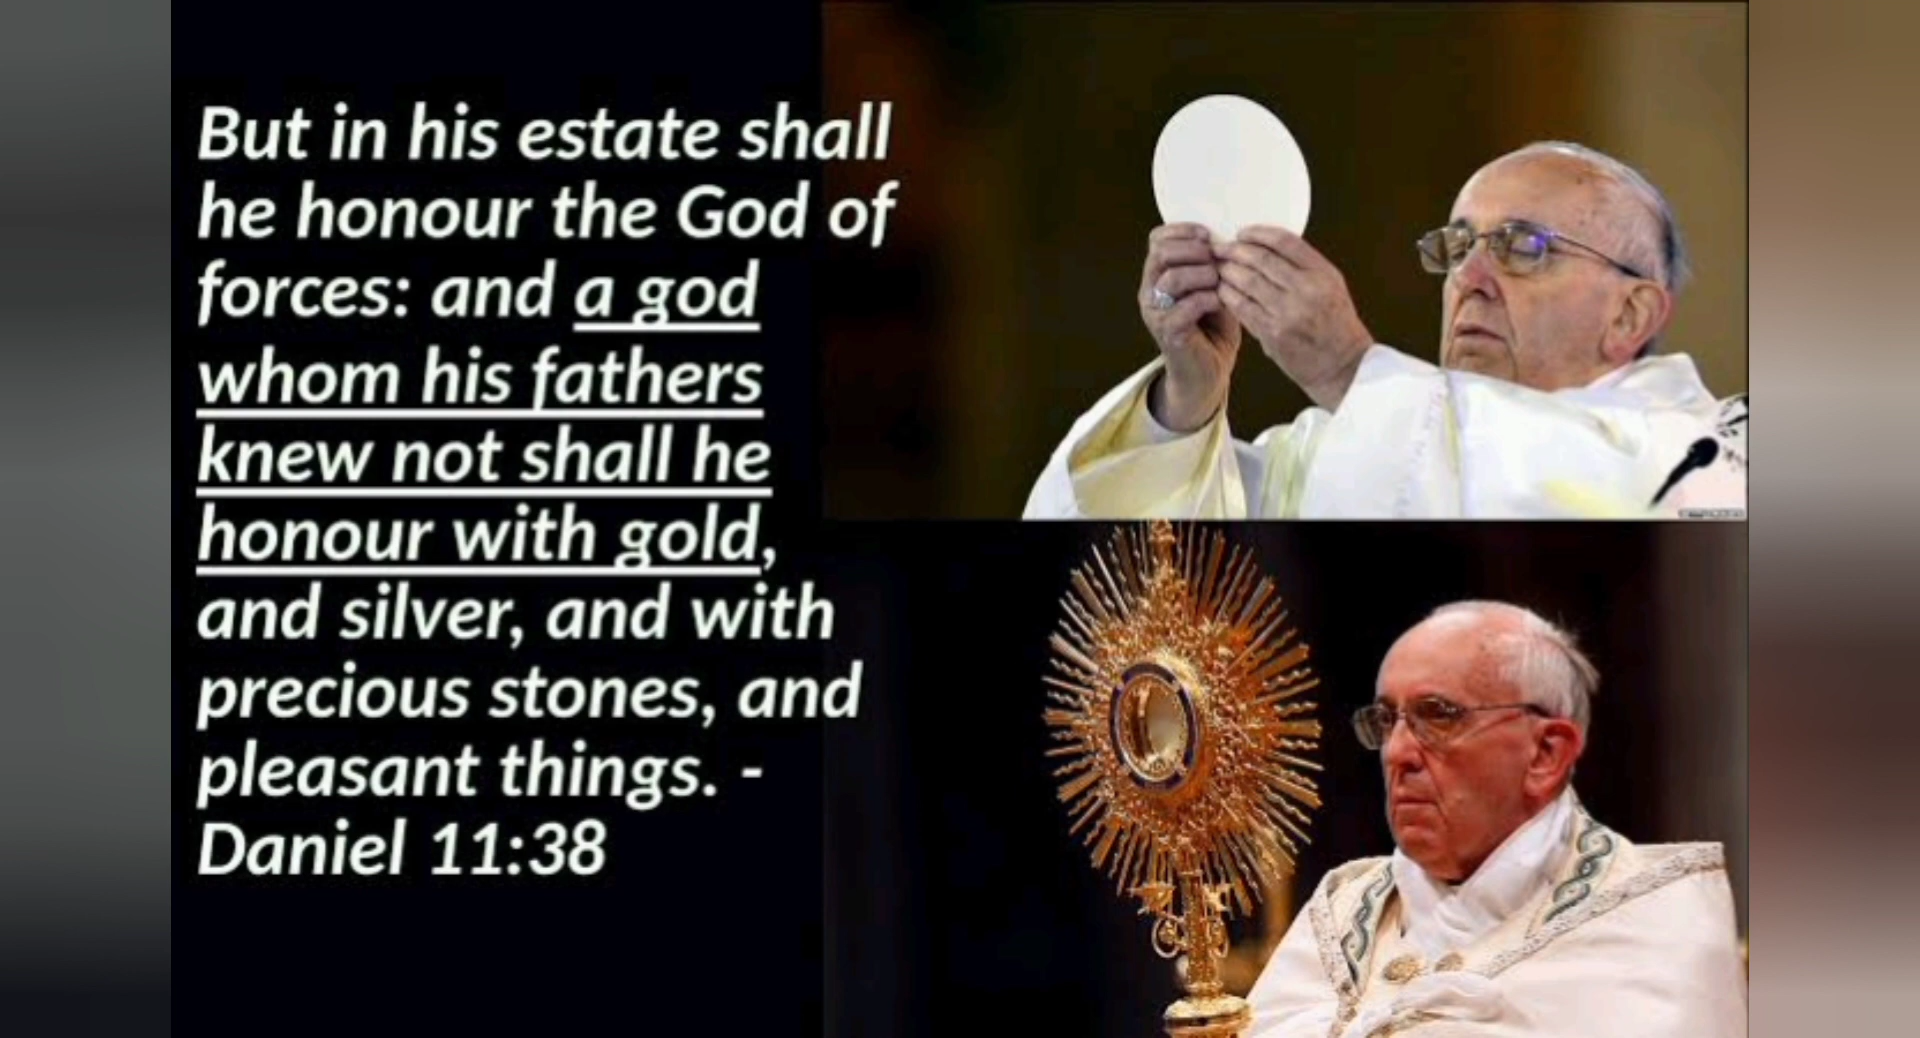 But in his estate shall
he honour the God of
forces: and a god
whom his fathers
knew not shall he
honour with gold,
and silver, and with
precious stones, and
pleasant things. -
Daniel 11:38